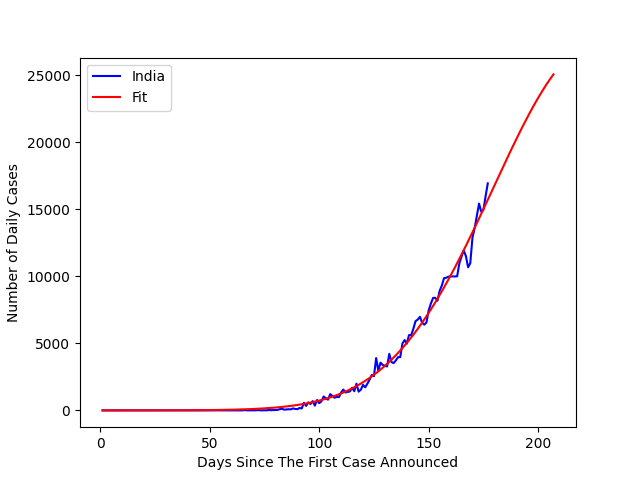 India
Fit
25000
20000
15000
10000
5000
0
Number of Daily Cases
0 50 100 150 200
Days Since The First Case Announced